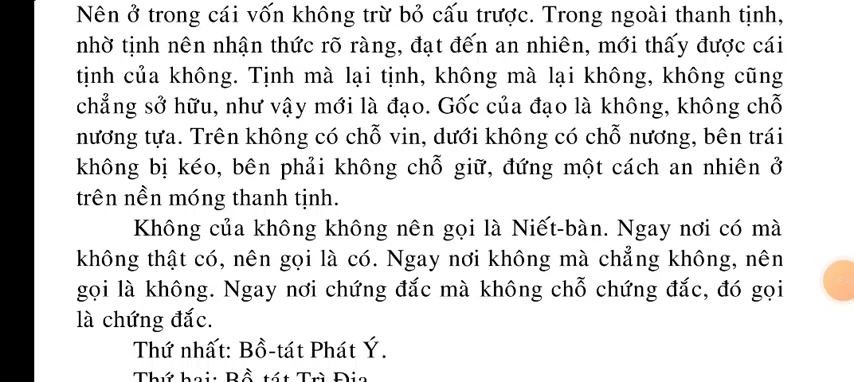 Nên ở trong cái vốn không trừ bỏ cấu trược. Trong ngoài thanh tịnh,
nhờ tịnh nên nhận thức rõ ràng, đạt đến an nhiên, mới thấy được cái
tịnh của không. Tịnh mà lại tịnh, không mà lại không, không cũng
chẳng sở hữu, như vậy mới là đạo. Gốc của đạo là không, không chỗ
nương tựa. Trên không có chỗ vin, dưới không có chỗ nương, bên trái
không bị kéo, bên phải không chỗ giữ, đứng một cách an nhiên ở
trên nền móng thanh tịnh.
Không của không không nên gọi là Niết-bàn. Ngay nơi có mà
không thật có, nên gọi là có. Ngay nơi không mà chẳng không, nên
gọi là không. Ngay nơi chứng đắc mà không chỗ chứng đắc, đó gọi
là chứng đắc.
Thứ nhất: Bồ-tát Phát Ý.
Thứ hai: Bồ-tát Trì Địa